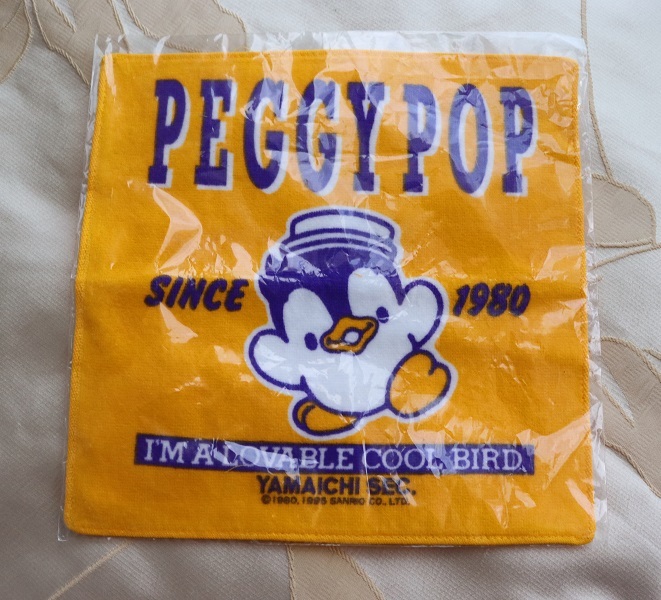 PEGGY POP
SINCE 1980
I'M A LOVABLE COOL BIRD.
YAMAICHI SEC.
©1980, 1995 SANRIO CO., LTD.